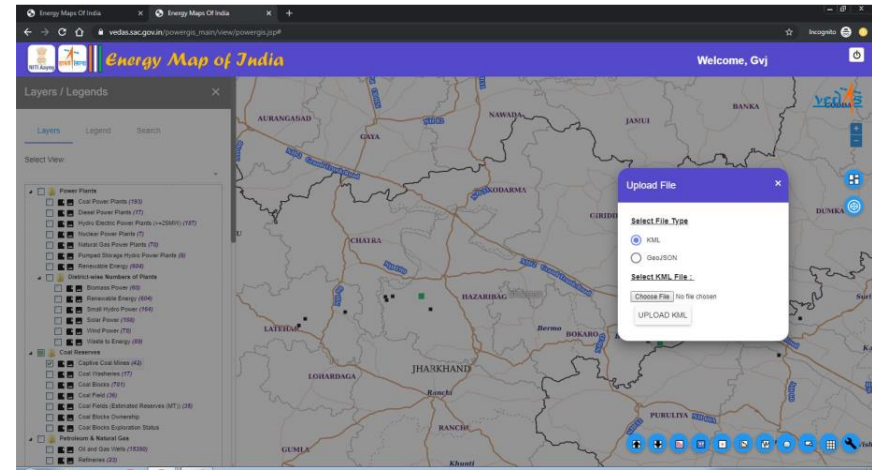 Energy Maps Of India
Energy Maps Of India
vedas.sac.gov.in/powergis_main/view/powergis.jsp#
Incognito
NITI Aayog
Energy Map of India
Welcome, Gvj
Layers / Legends
Layers Legend Search
Select View
Power Plants
Coal Power Plants (193)
Diesel Power Plants (17)
Hydro Electric Power Plants (>=25MW) (197)
Nuclear Power Plants (7)
Natural Gas Power Plants (70)
Pumped Storage Hydro Power Plants (8)
Renewable Energy (604)
District-wise Numbers of Plants
Biomass Power (60)
Renewable Energy (604)
Small Hydro Power (164)
Solar Power (196)
Wind Power (75)
Waste to Energy (89)
Coal Reserves
Captive Coal Mines (42)
Coal Washeries (17)
Coal Blocks (701)
Coal Field (36)
Coal Fields (Estimated Reserves (MT)) (35)
Coal Blocks Ownership
Coal Blocks Exploration Status
Petroleum & Natural Gas
Oil and Gas Wells (15390)
Refineries (23)
AURANGABAD
GAYA
NAWADA
JAMUI
BANKA
KODARMA
GIRIDI
DUMKA
CHATRA
HAZARIBAG
LATEHAR
Bermo
BOKARO
LOHARDAGA
JHARKHAND
Ranchi
RANCHI
PURULIYA
GUMLA
Khunti
Upload File
Select File Type
KML
GeoJSON
Select KML File :
Choose File No file chosen
UPLOAD KML